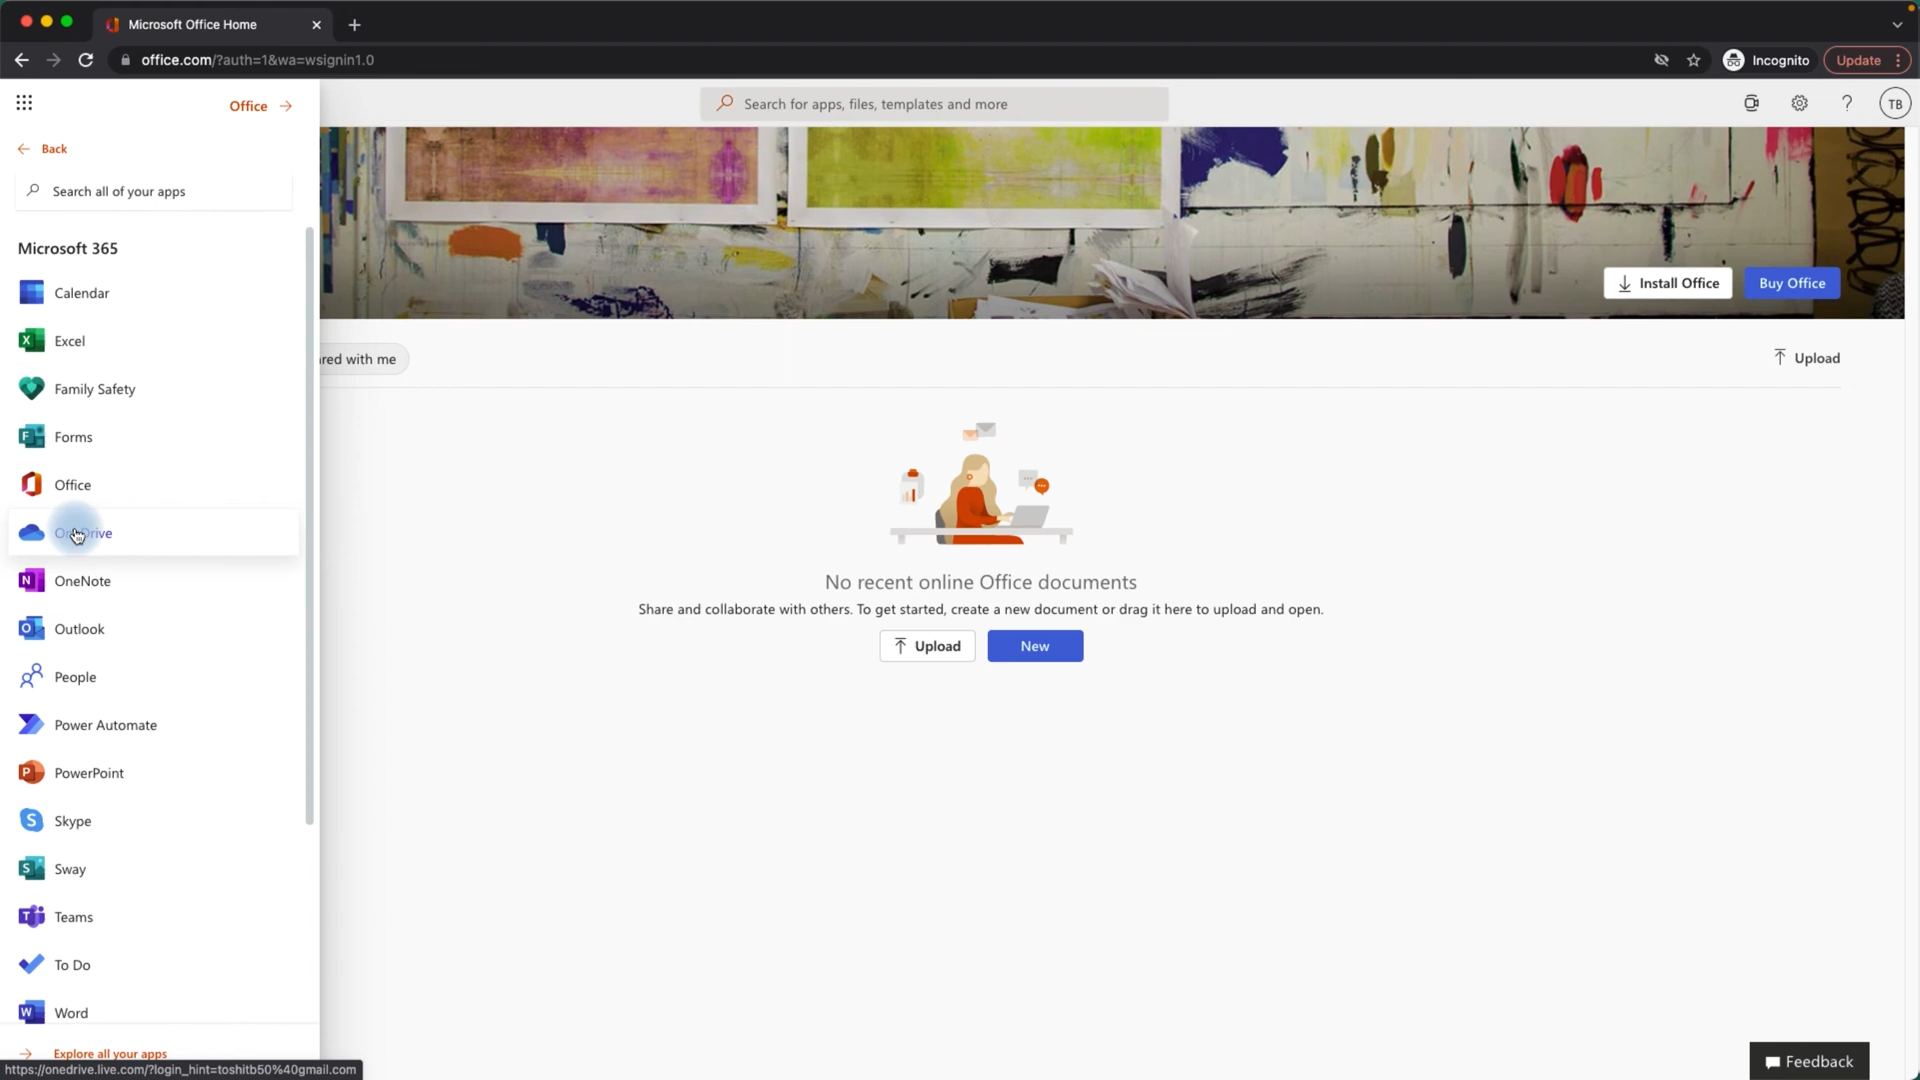 Microsoft Office Home
office.com/?auth=1&wa=wsignin1.0
Incognito
Update
Office
Search for apps, files, templates and more
TB
Back
Search all of your apps
Microsoft 365
Calendar
Excel
Family Safety
Forms
Office
OneDrive
OneNote
Outlook
People
Power Automate
PowerPoint
Skype
Sway
Teams
To Do
Word
Explore all your apps
https://onedrive.live.com/?login_hint=toshitb50%40gmail.com
Install Office
Buy Office
ared with me
Upload
No recent online Office documents
Share and collaborate with others. To get started, create a new document or drag it here to upload and open.
Upload
New
Feedback